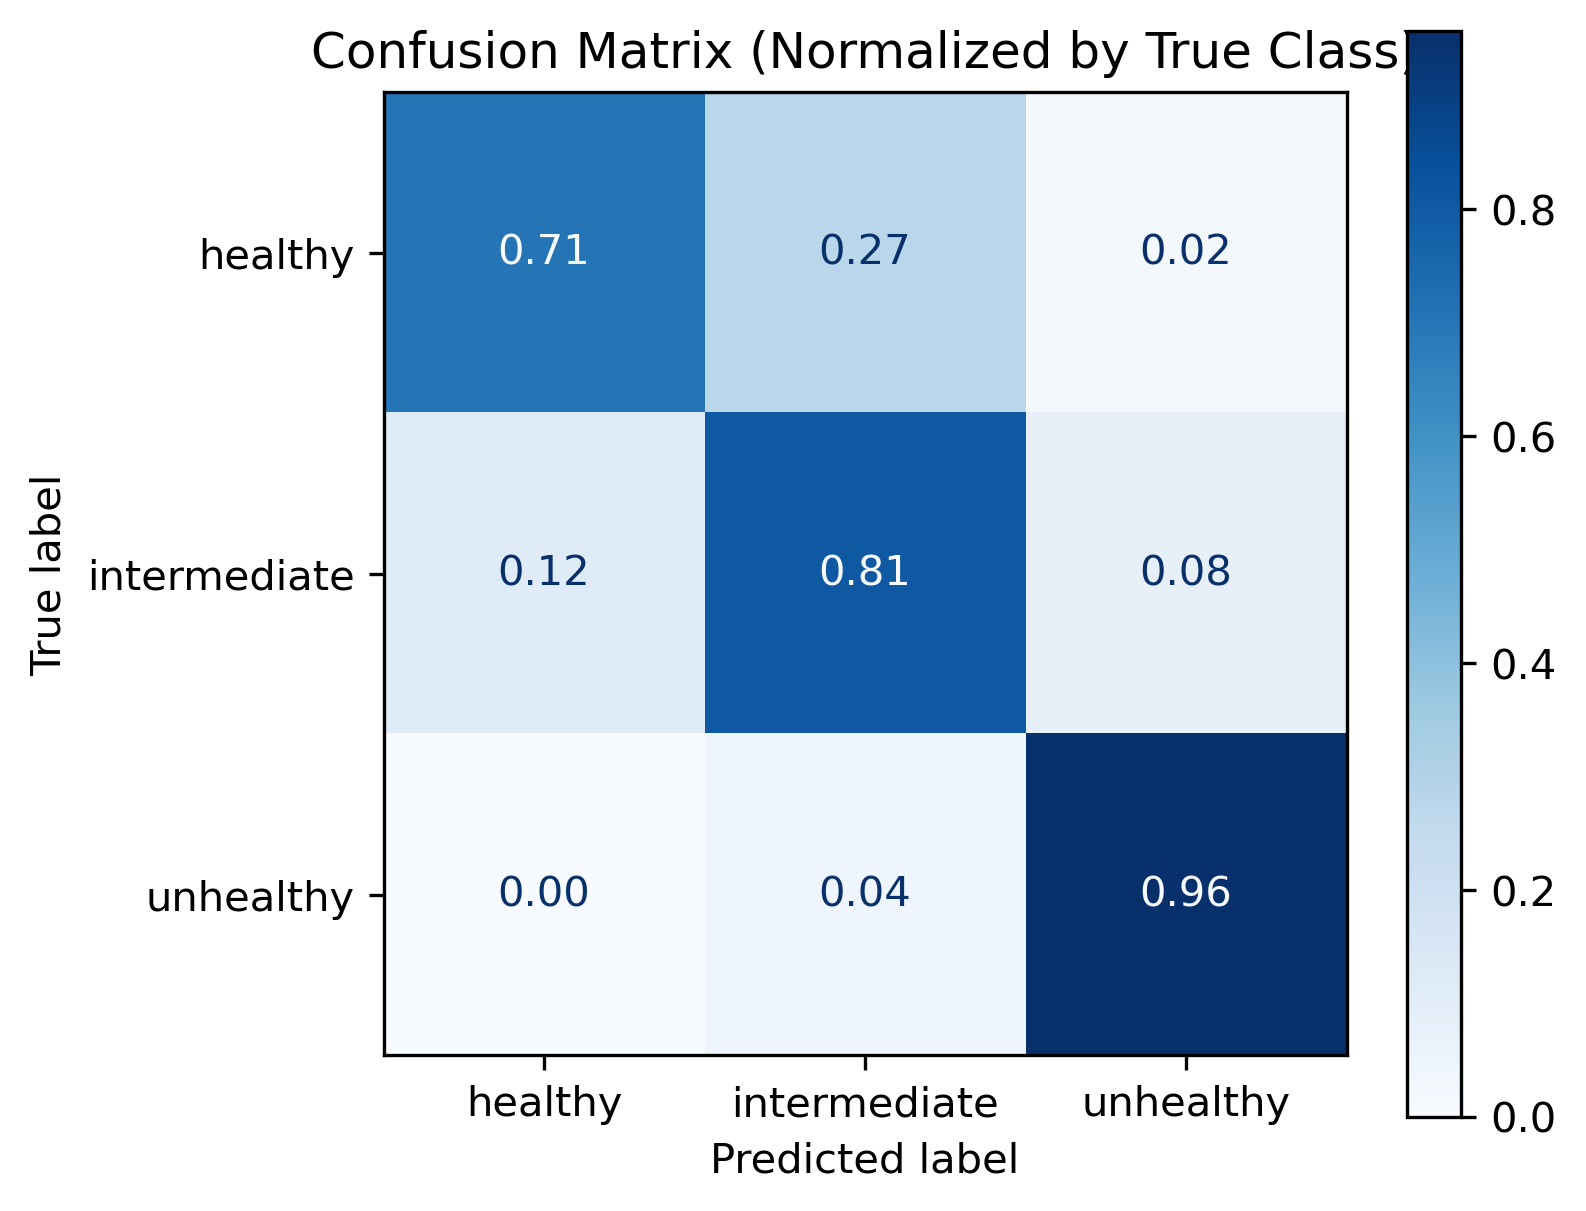 Confusion Matrix (Normalized by True Class)
healthy
intermediate
unhealthy
True label
0.71 0.27 0.02
0.12 0.81 0.08
0.00 0.04 0.96
healthy intermediate unhealthy
Predicted label
0.8
0.6
0.4
0.2
0.0